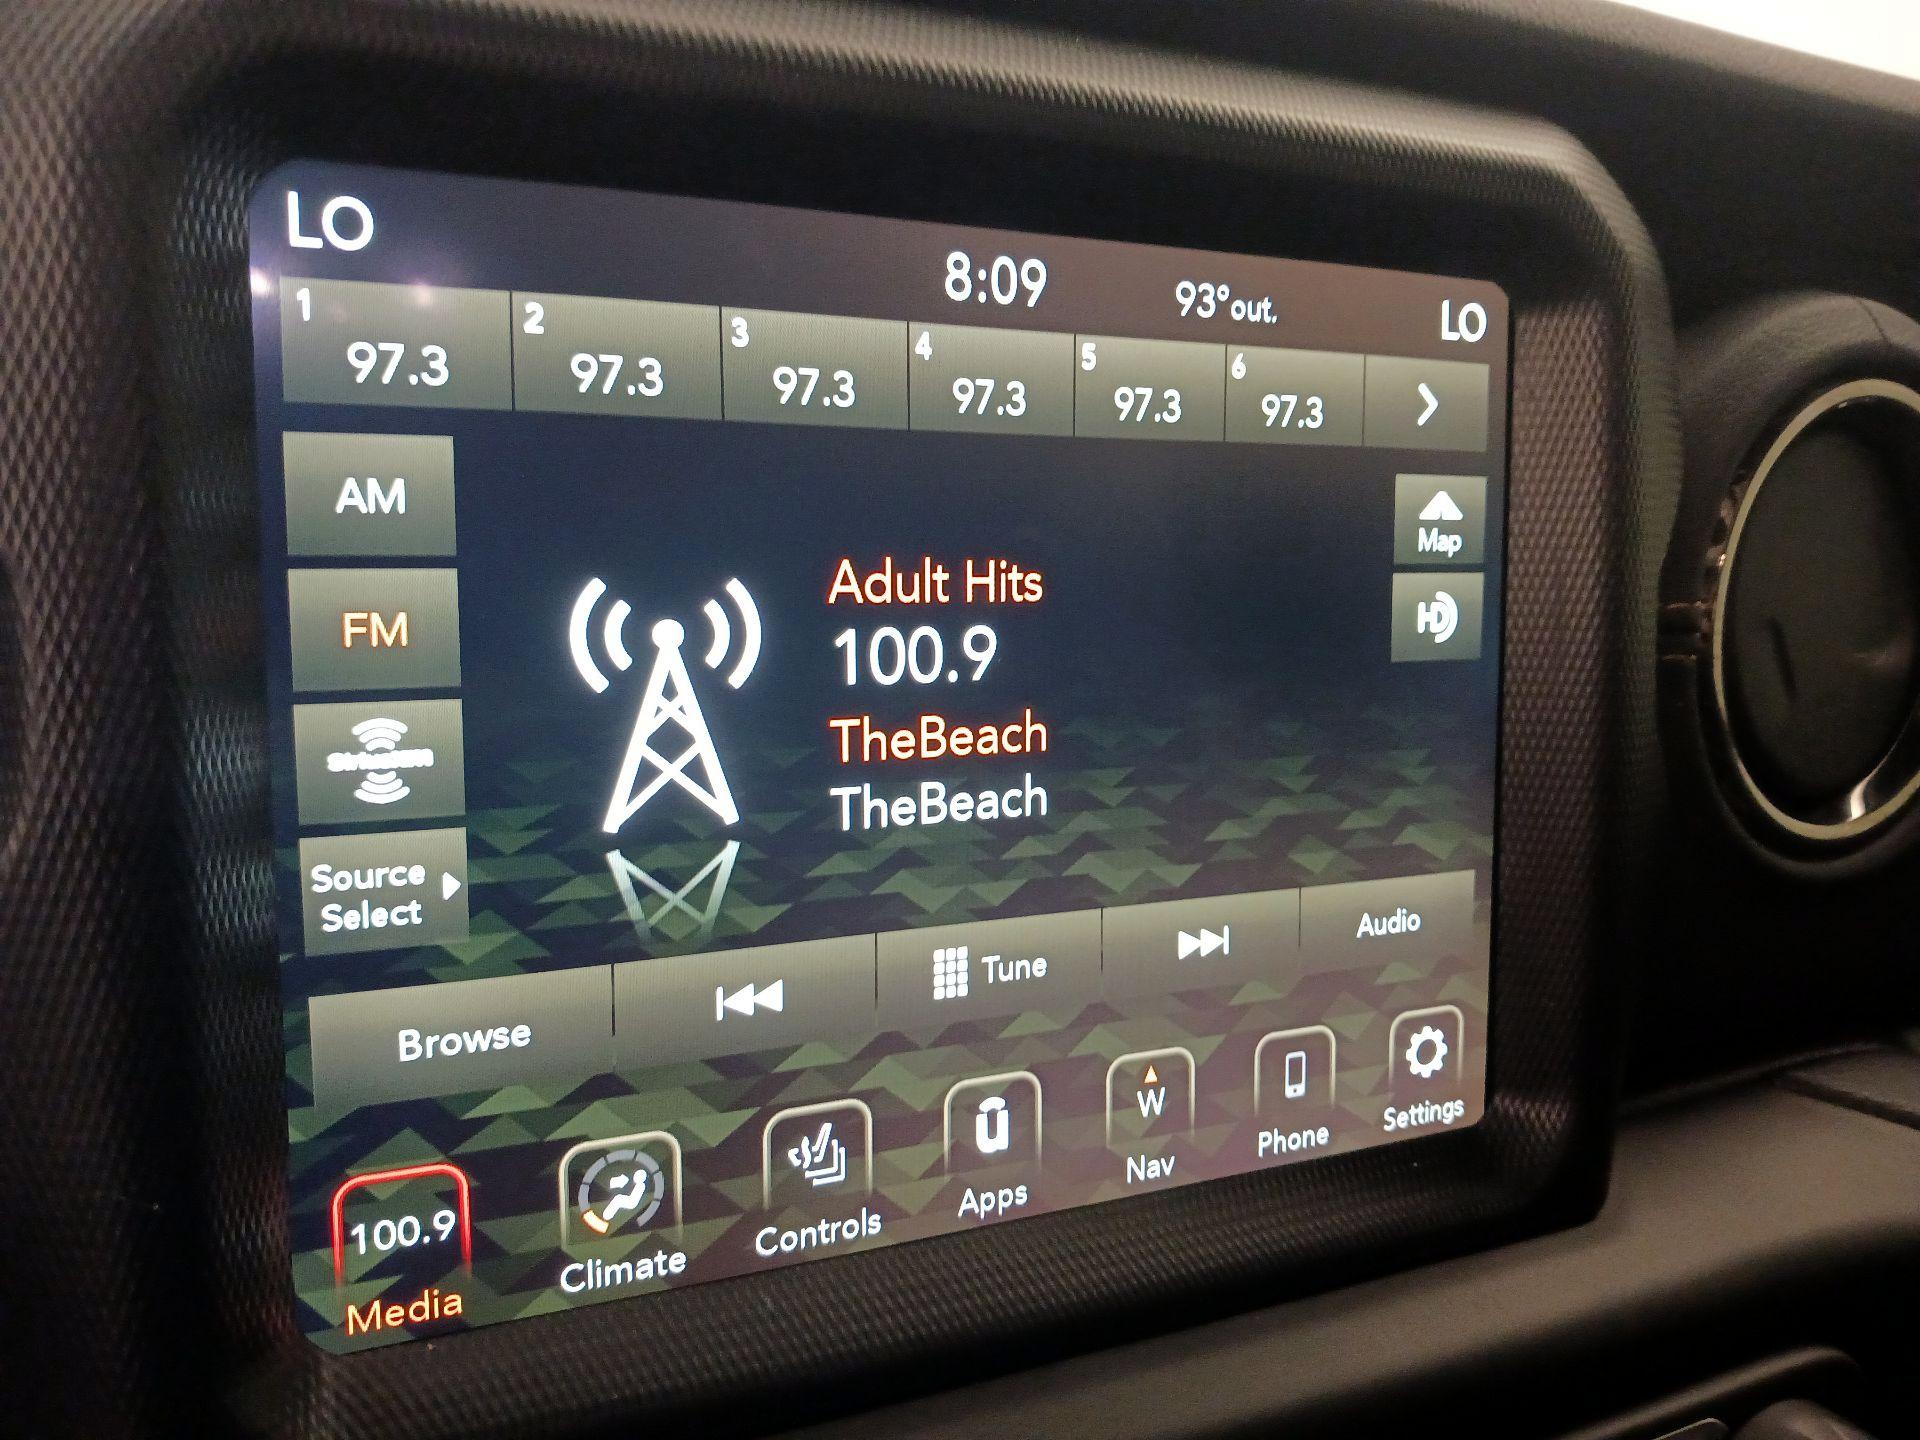 LO
8:09
93° out.
LO
1
97.3
2
97.3
3
97.3
4
97.3
5
97.3
6
97.3
AM
FM
SiriusXM
Source
Select
Adult Hits
100.9
TheBeach
TheBeach
Map
HD
Browse
Tune
Audio
100.9
Media
Climate
Controls
Apps
W
Nav
Phone
Settings